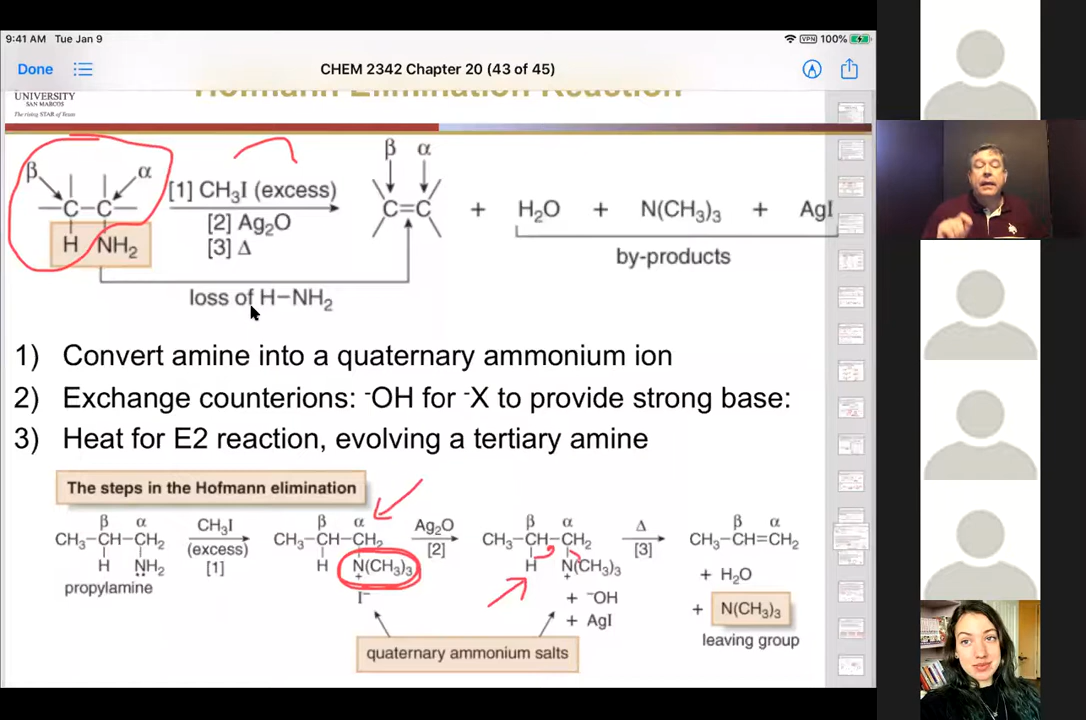 9:41 AM Tue Jan 9
VPN 100%
Done
CHEM 2342 Chapter 20 (43 of 45)
UNIVERSITY
SAN MARCOS
The rising STAR of Texas
Hofmann Elimination Reaction
β α
β α
[1] CH₃I (excess)
[2] Ag₂O
[3] Δ
C–C
H NH₂
C=C
+ H₂O + N(CH₃)₃ + AgI
by-products
loss of H–NH₂
1) Convert amine into a quaternary ammonium ion
2) Exchange counterions: ⁻OH for ⁻X to provide strong base:
3) Heat for E2 reaction, evolving a tertiary amine
The steps in the Hofmann elimination
β α
CH₃–CH–CH₂
H NH₂
propylamine
CH₃I
(excess)
[1]
β α
CH₃–CH–CH₂
H N(CH₃)₃
+
I⁻
Ag₂O
[2]
β α
CH₃–CH–CH₂
H N(CH₃)₃
+
+ ⁻OH
+ AgI
Δ
[3]
β α
CH₃–CH=CH₂
+ H₂O
+ N(CH₃)₃
leaving group
quaternary ammonium salts